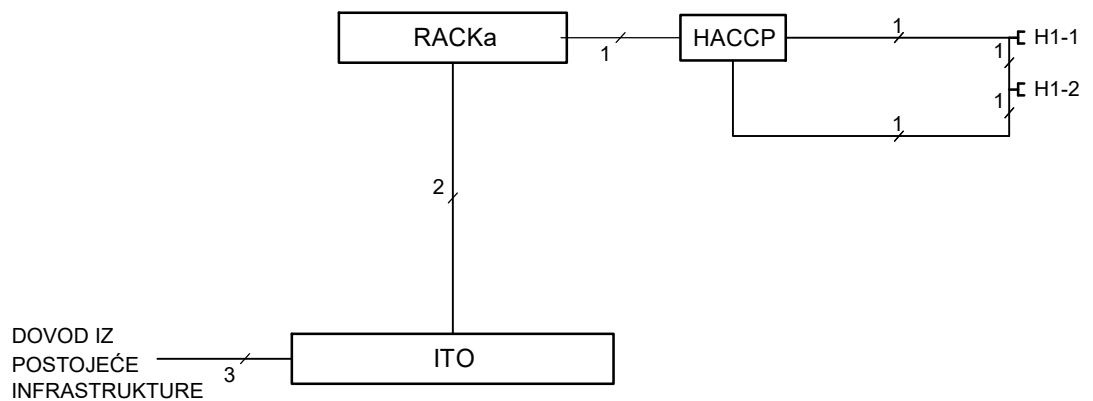 RACKa
1
HACCP
1
H1-1
1
H1-2
1
1
2
DOVOD IZ
POSTOJEĆE
INFRASTRUKTURE
3
ITO